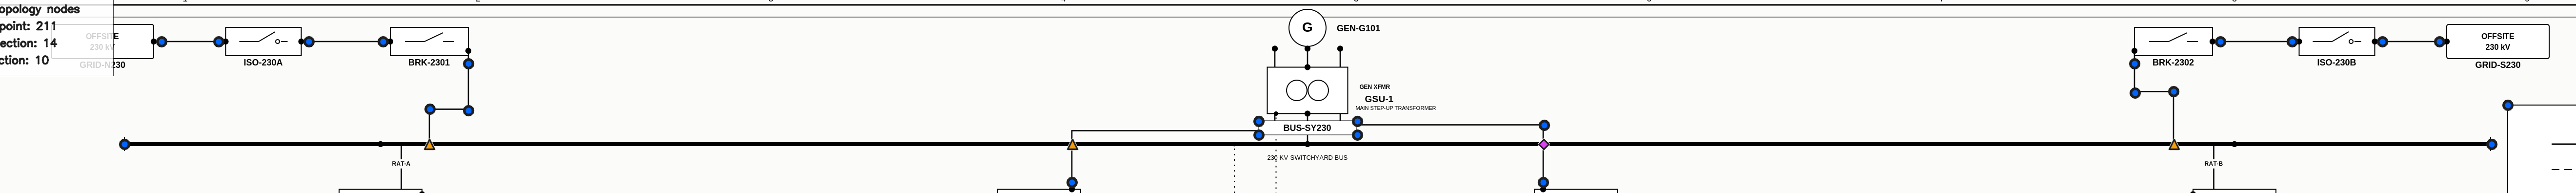 opology nodes
point: 211
ection: 14
ction: 10
OFFSITE
230 kV
GRID-N230
ISO-230A
BRK-2301
G
GEN-G101
GEN XFMR
GSU-1
MAIN STEP-UP TRANSFORMER
BUS-SY230
230 KV SWITCHYARD BUS
BRK-2302
ISO-230B
OFFSITE
230 kV
GRID-S230
RAT-A
RAT-B